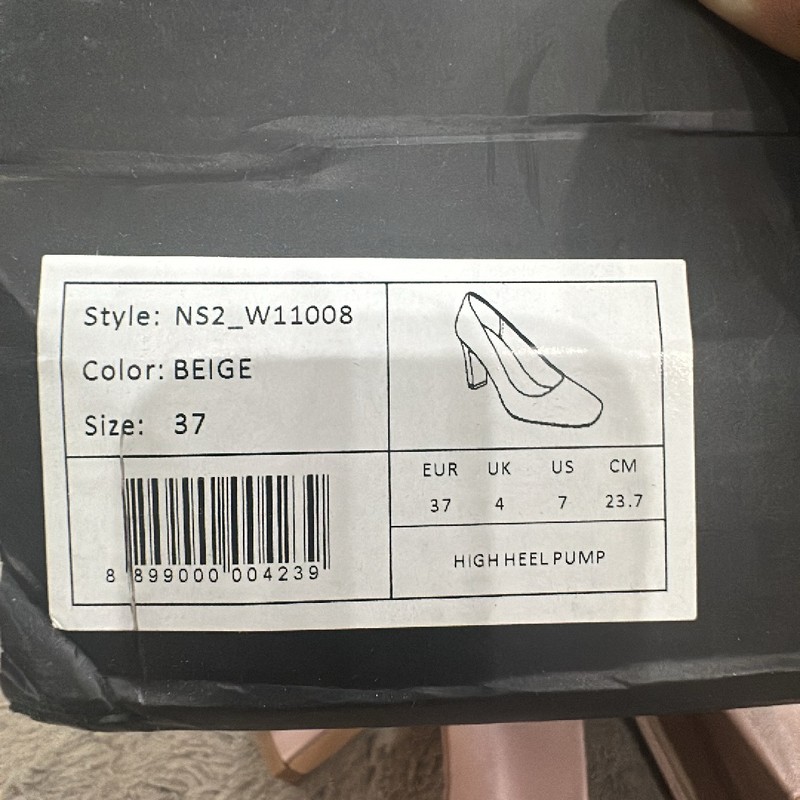 Style: NS2_W11008
Color: BEIGE
Size: 37
EUR UK US CM
37 4 7 23.7
HIGH HEEL PUMP
8 899000 004239